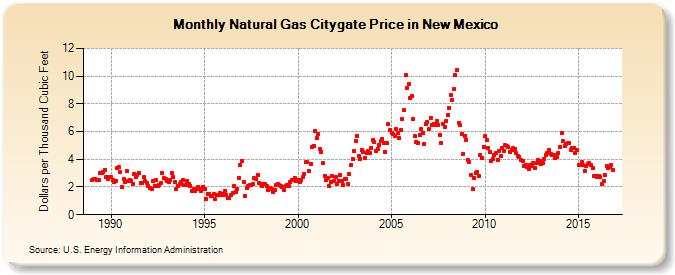 Monthly Natural Gas Citygate Price in New Mexico
Dollars per Thousand Cubic Feet
12
10
8
6
4
2
0
1990 1995 2000 2005 2010 2015
Source: U.S. Energy Information Administration